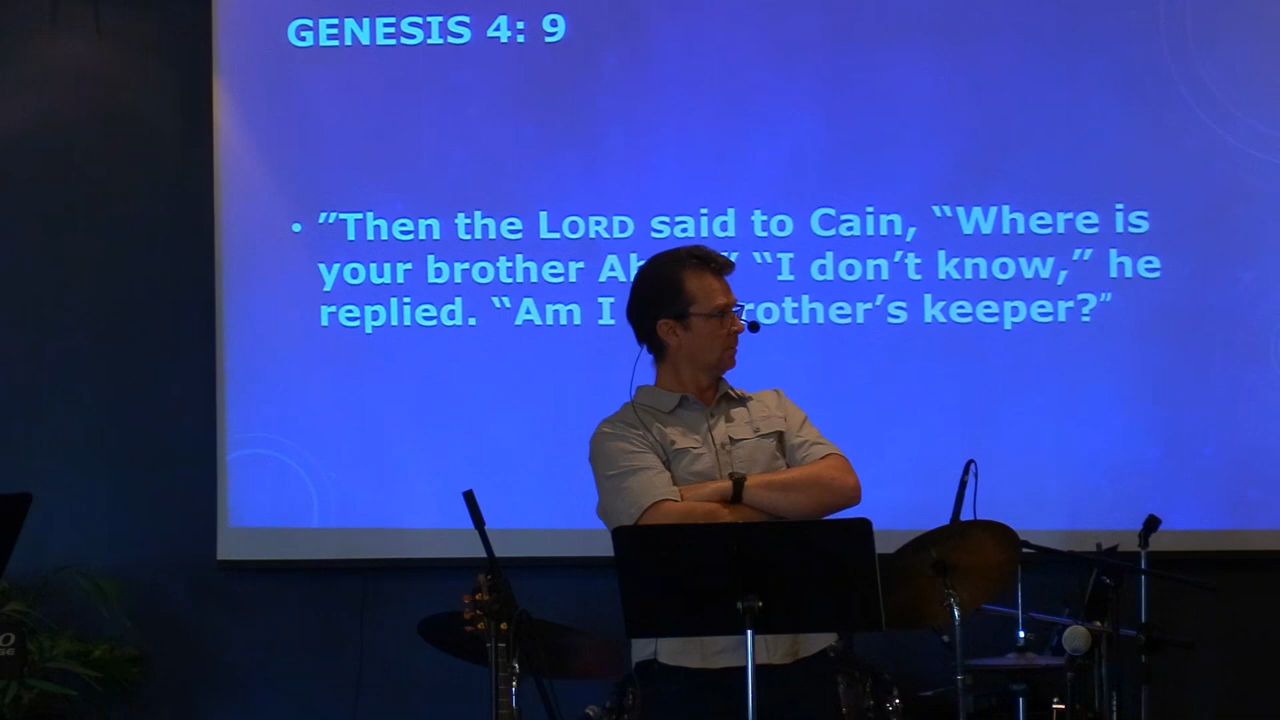 GENESIS 4: 9
• ”Then the LORD said to Cain, “Where is
your brother ” “I don’t know,” he
replied. “Am I brother’s keeper?”